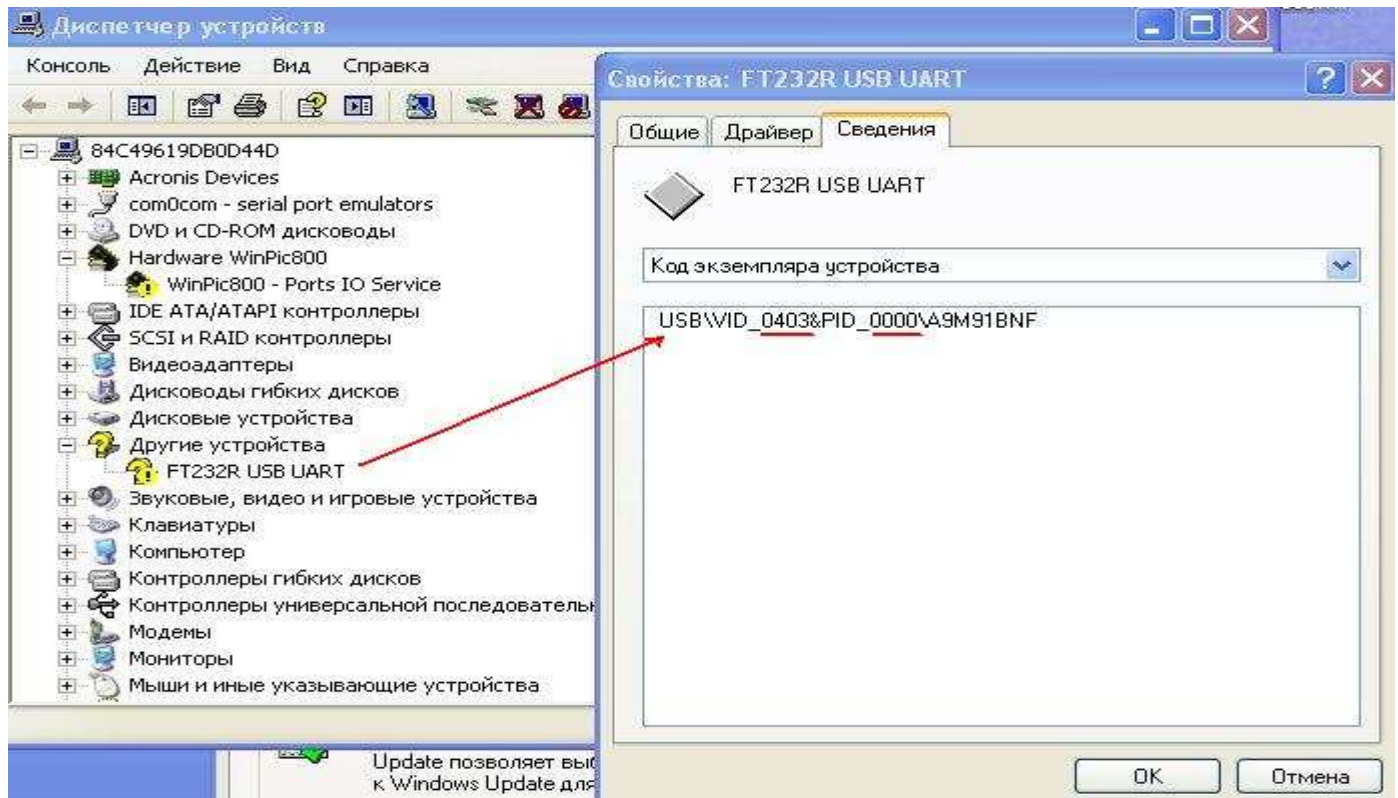 Диспетчер устройств
Консоль Действие Вид Справка
84C49619DB0D44D
Acronis Devices
com0com - serial port emulators
DVD и CD-ROM дисководы
Hardware WinPic800
WinPic800 - Ports IO Service
IDE ATA/ATAPI контроллеры
SCSI и RAID контроллеры
Видеоадаптеры
Дисководы гибких дисков
Дисковые устройства
Другие устройства
FT232R USB UART
Звуковые, видео и игровые устройства
Клавиатуры
Компьютер
Контроллеры гибких дисков
Контроллеры универсальной последователь
Модемы
Мониторы
Мыши и иные указывающие устройства
Update позволяет
к Windows Update для
Свойства: FT232R USB UART
Общие Драйвер Сведения
FT232R USB UART
Код экземпляра устройства
USB\VID_0403&PID_0000\A9M91BNF
OK Отмена